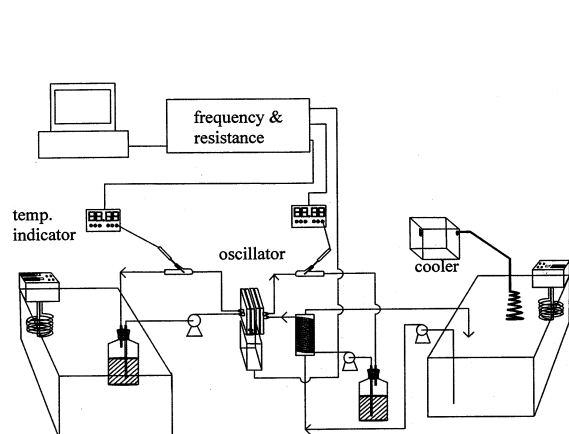 frequency &
resistance
temp.
indicator
oscillator
cooler